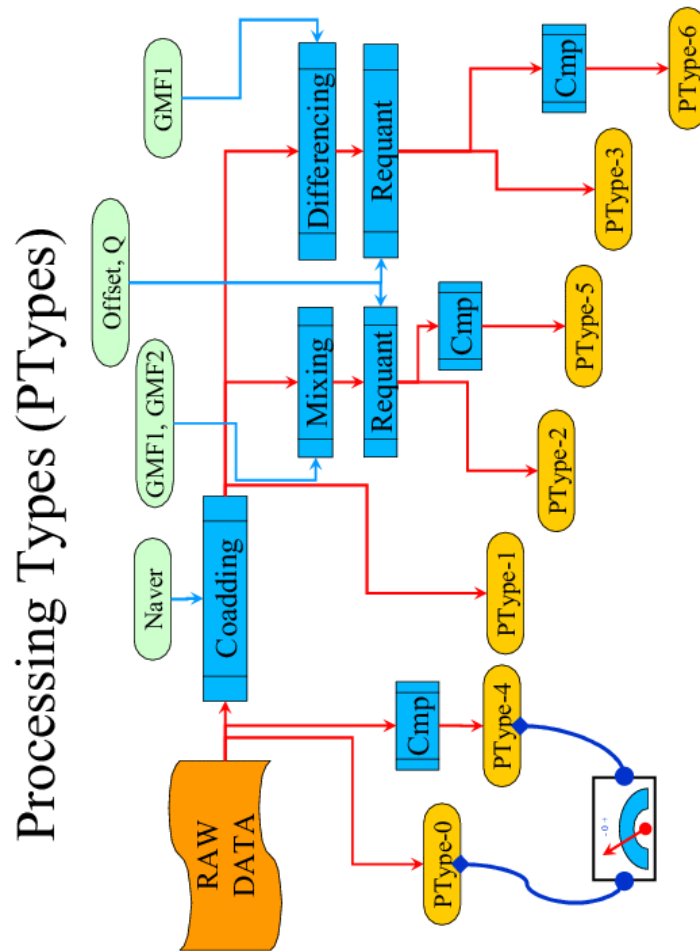 Processing Types (PTypes)
GMF1
Offset, Q
GMF1, GMF2
Naver
RAW
DATA
Coadding
Mixing
Differencing
Requant
Requant
Cmp
Cmp
Cmp
PType-0
PType-4
PType-1
PType-2
PType-5
PType-3
PType-6
- 0 +